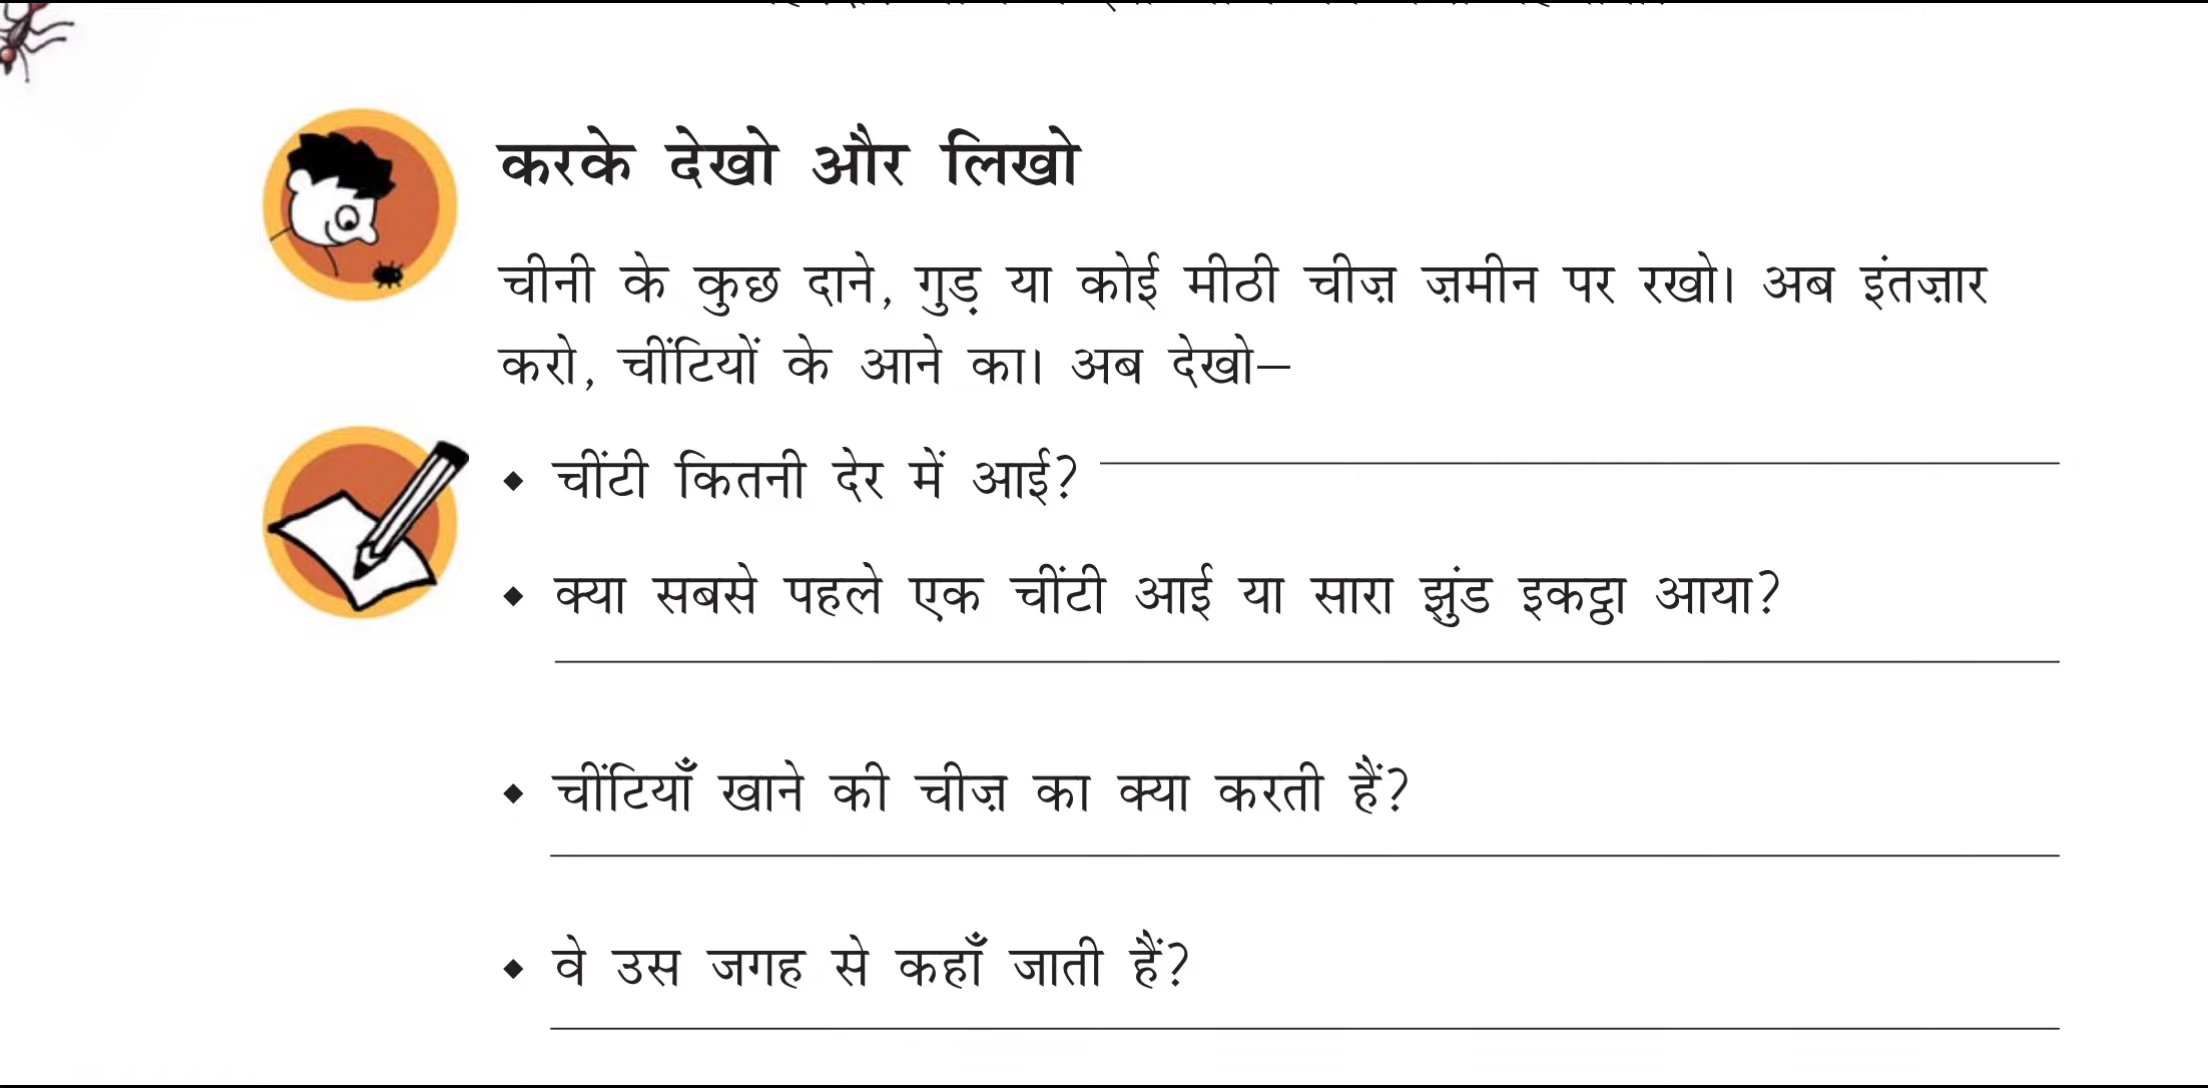 करके देखो और लिखो
चीनी के कुछ दाने, गुड़ या कोई मीठी चीज़ ज़मीन पर रखो। अब इंतज़ार
करो, चींटियों के आने का। अब देखो—
◆ चींटी कितनी देर में आई?
◆ क्या सबसे पहले एक चींटी आई या सारा झुंड इकट्ठा आया?
◆ चींटियाँ खाने की चीज़ का क्या करती हैं?
◆ वे उस जगह से कहाँ जाती हैं?